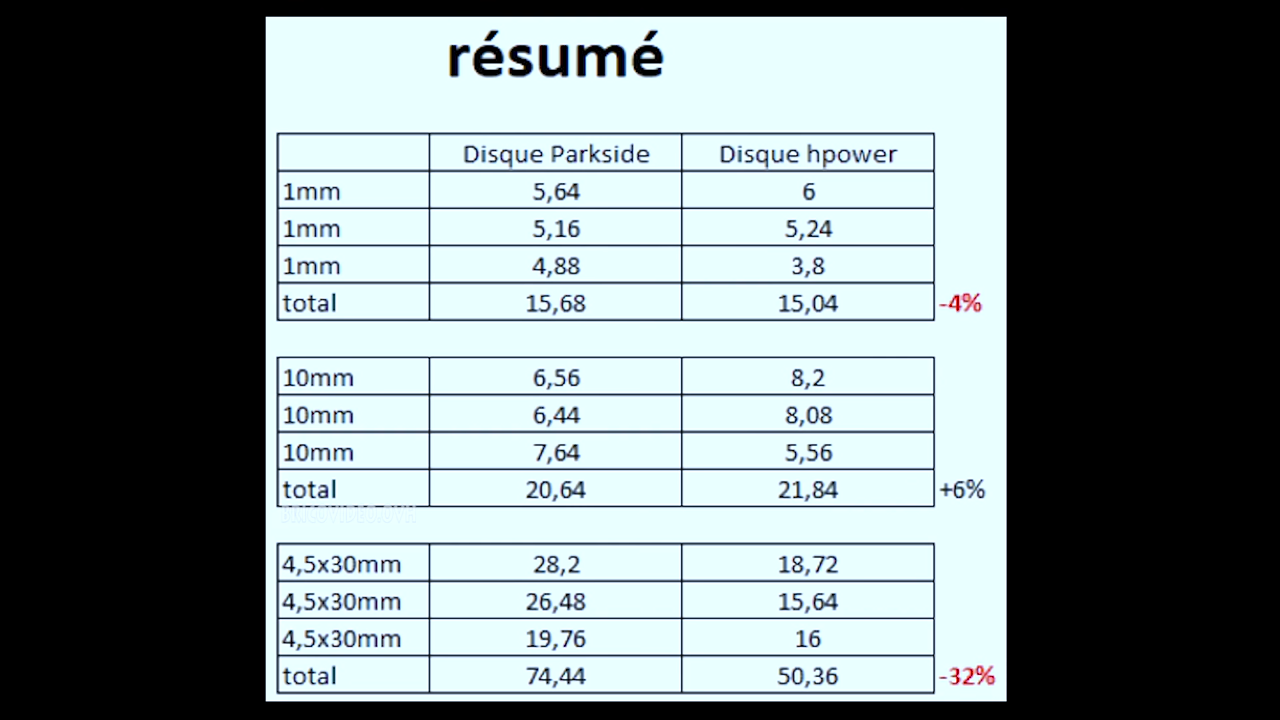 résumé
Disque Parkside Disque hpower
1mm 5,64 6
1mm 5,16 5,24
1mm 4,88 3,8
total 15,68 15,04 -4%
10mm 6,56 8,2
10mm 6,44 8,08
10mm 7,64 5,56
total 20,64 21,84 +6%
4,5x30mm 28,2 18,72
4,5x30mm 26,48 15,64
4,5x30mm 19,76 16
total 74,44 50,36 -32%